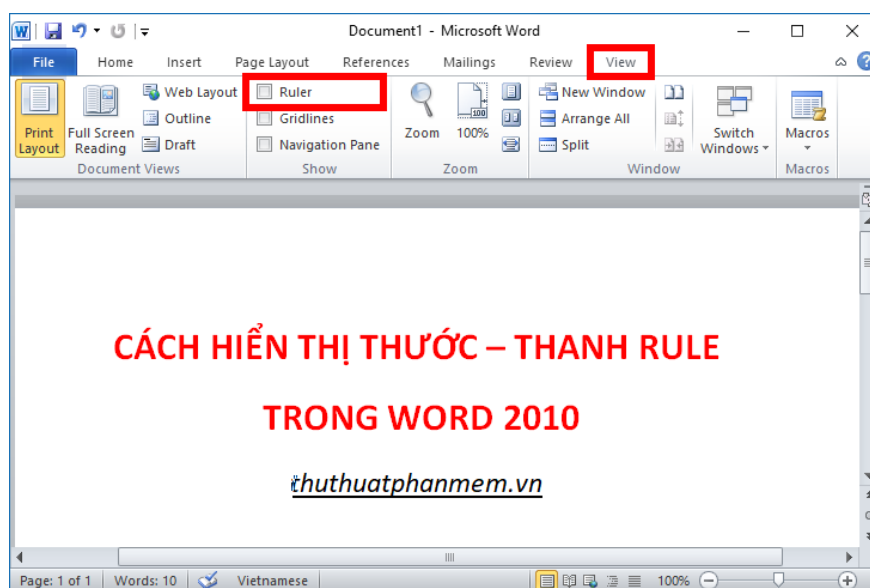 Document1 - Microsoft Word
File Home Insert Page Layout References Mailings Review View
Web Layout Ruler New Window
Outline Gridlines Arrange All
Draft Navigation Pane Split
Print Layout Full Screen Reading Zoom 100% Switch Windows Macros
Document Views Show Zoom Window Macros
CÁCH HIỂN THỊ THƯỚC – THANH RULE
TRONG WORD 2010
thuthuatphanmem.vn
Page: 1 of 1 Words: 10 Vietnamese 100%